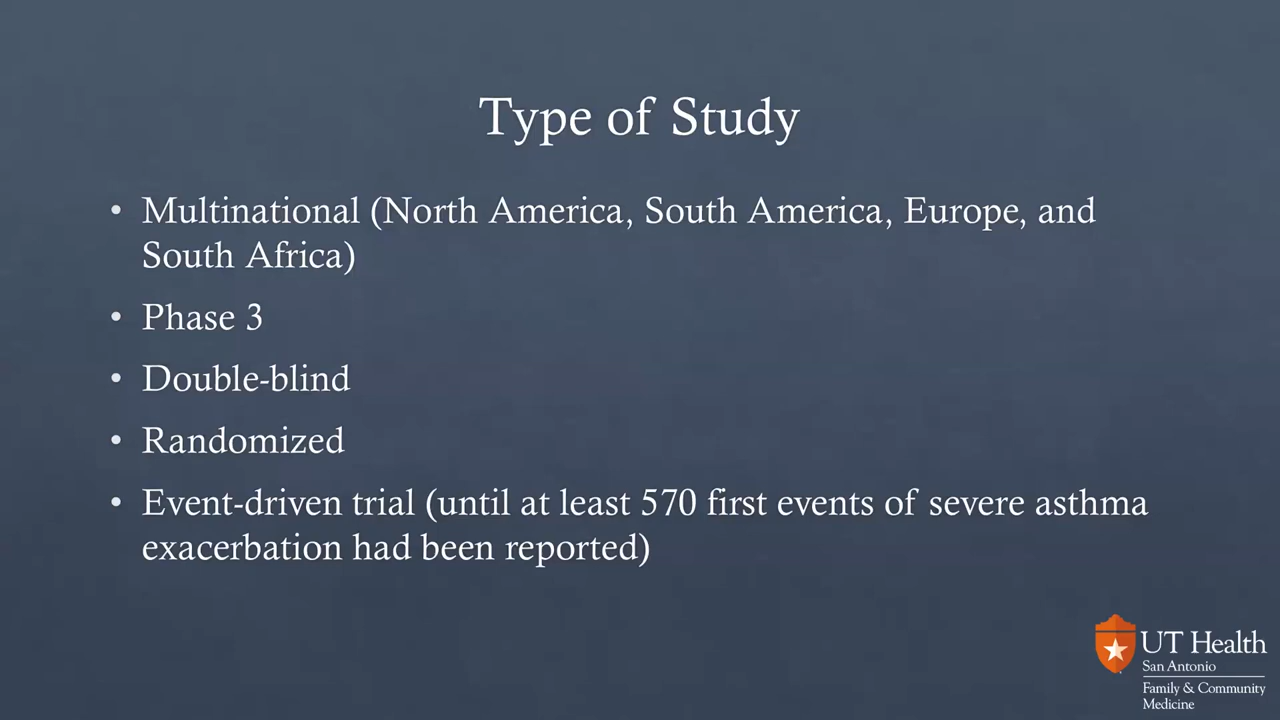 Type of Study
• Multinational (North America, South America, Europe, and
South Africa)
• Phase 3
• Double-blind
• Randomized
• Event-driven trial (until at least 570 first events of severe asthma
exacerbation had been reported)
UT Health
San Antonio
Family & Community
Medicine